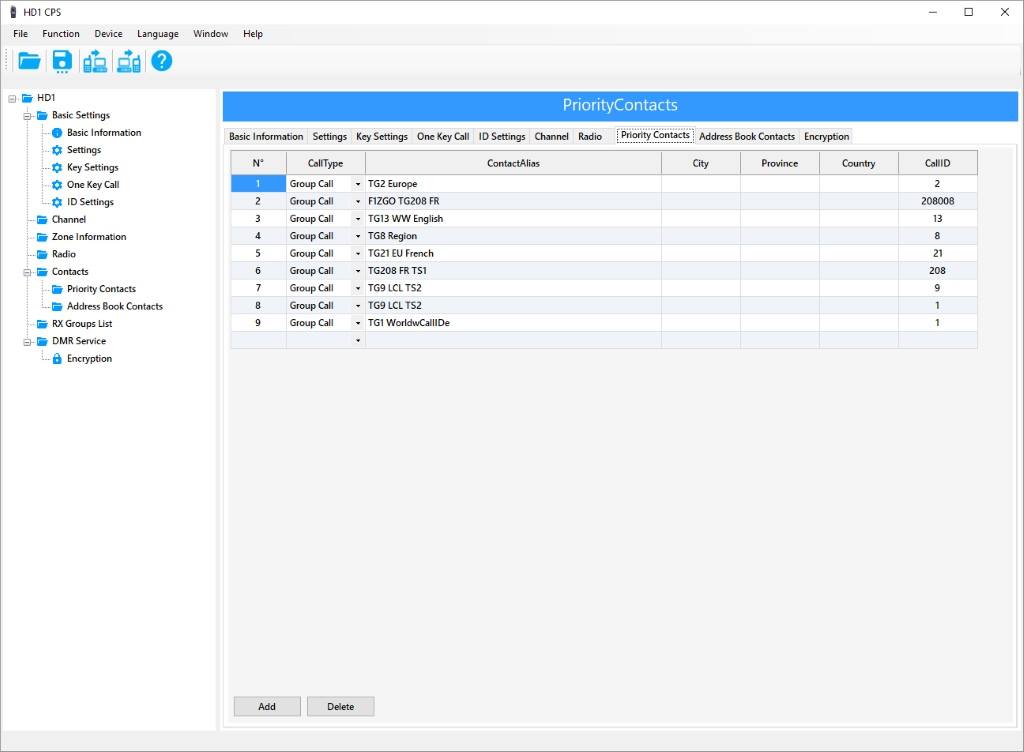 HD1 CPS
File Function Device Language Window Help
HD1
Basic Settings
Basic Information
Settings
Key Settings
One Key Call
ID Settings
Channel
Zone Information
Radio
Contacts
Priority Contacts
Address Book Contacts
RX Groups List
DMR Service
Encryption
PriorityContacts
Basic Information Settings Key Settings One Key Call ID Settings Channel Radio Priority Contacts Address Book Contacts Encryption
N° CallType ContactAlias City Province Country CallID
1 Group Call TG2 Europe 2
2 Group Call F1ZGO TG208 FR 208008
3 Group Call TG13 WW English 13
4 Group Call TG8 Region 8
5 Group Call TG21 EU French 21
6 Group Call TG208 FR TS1 208
7 Group Call TG9 LCL TS2 9
8 Group Call TG9 LCL TS2 1
9 Group Call TG1 WorldwCallIDe 1
Add Delete